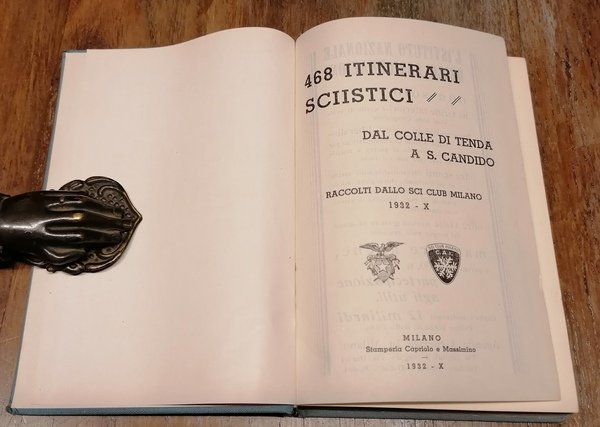 468 ITINERARI
SCIISTICI
DAL COLLE DI TENDA
A S. CANDIDO
RACCOLTI DALLO SCI CLUB MILANO
1932 - X
MILANO
Stamperia Capriolo e Massimino
1932 - X